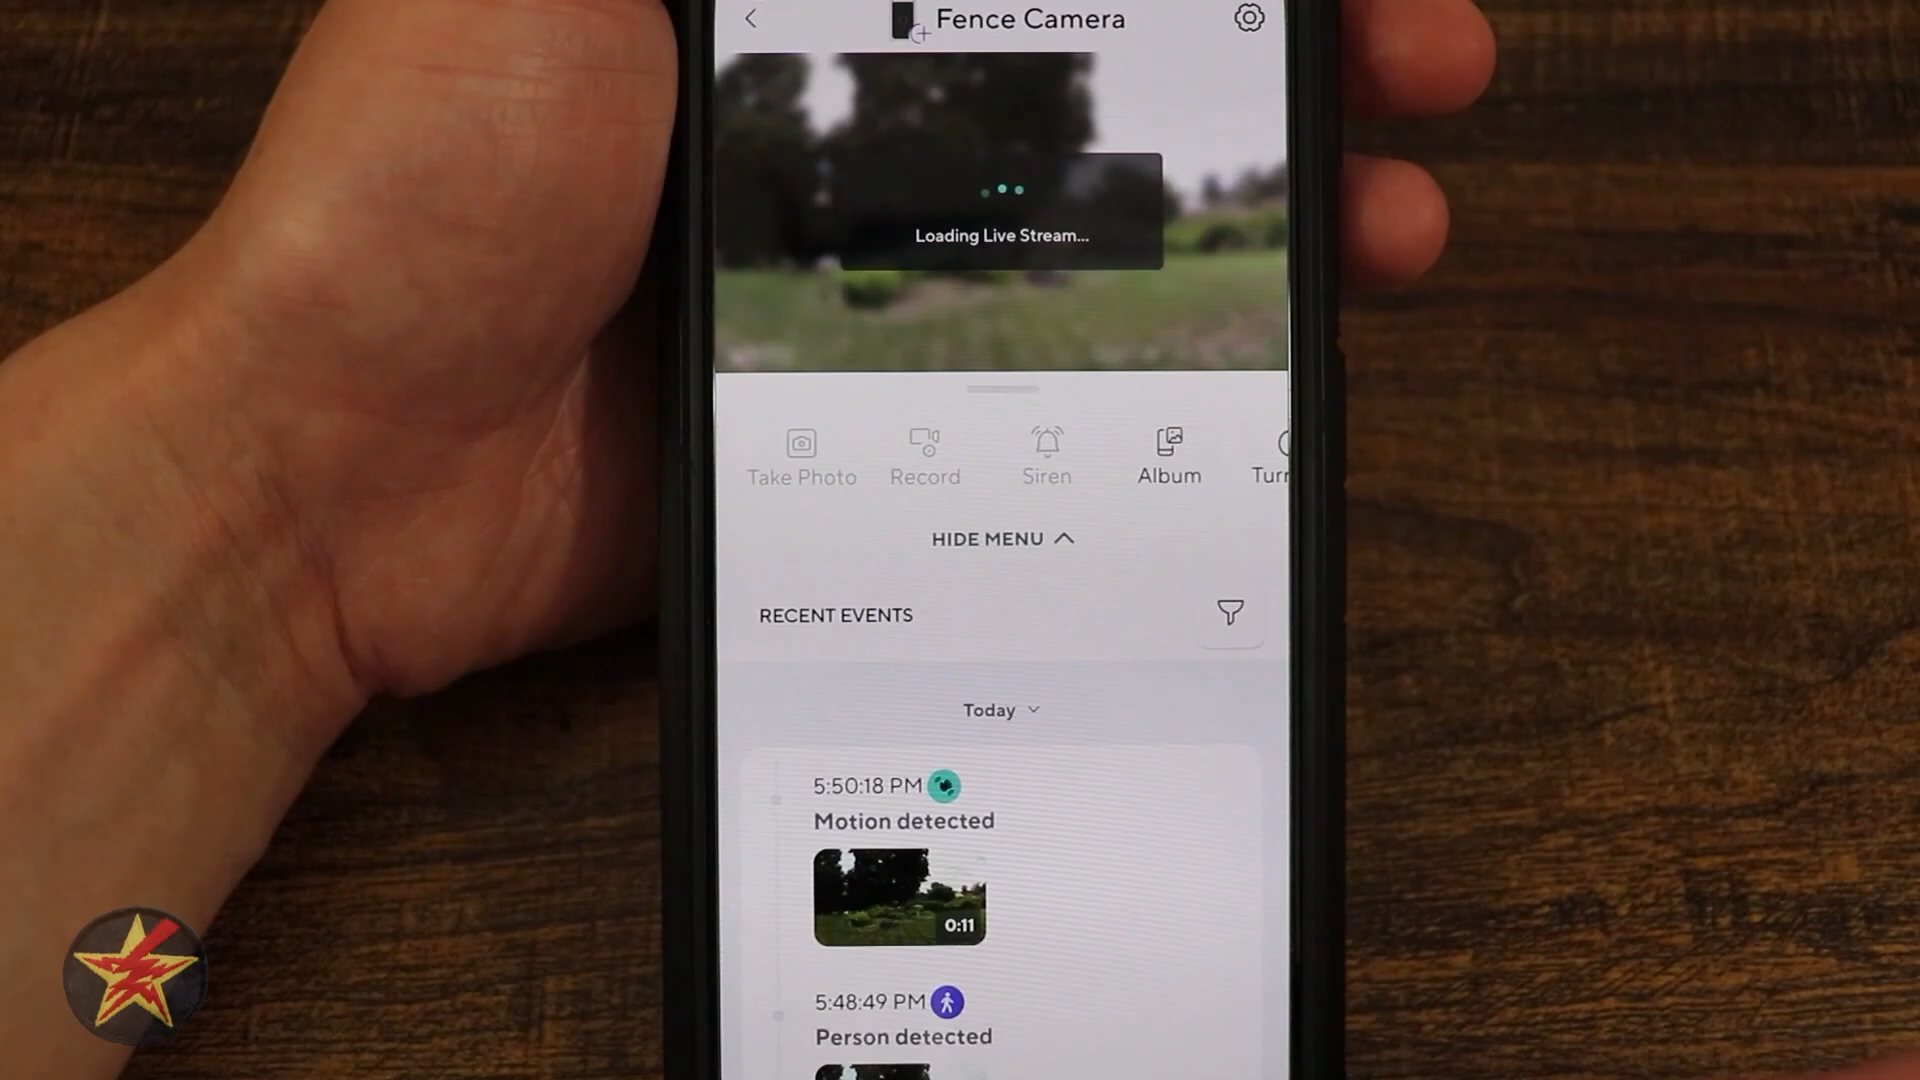 Fence Camera
Loading Live Stream...
Take Photo
Record
Siren
Album
Turn
HIDE MENU
RECENT EVENTS
Today
5:50:18 PM
Motion detected
0:11
5:48:49 PM
Person detected